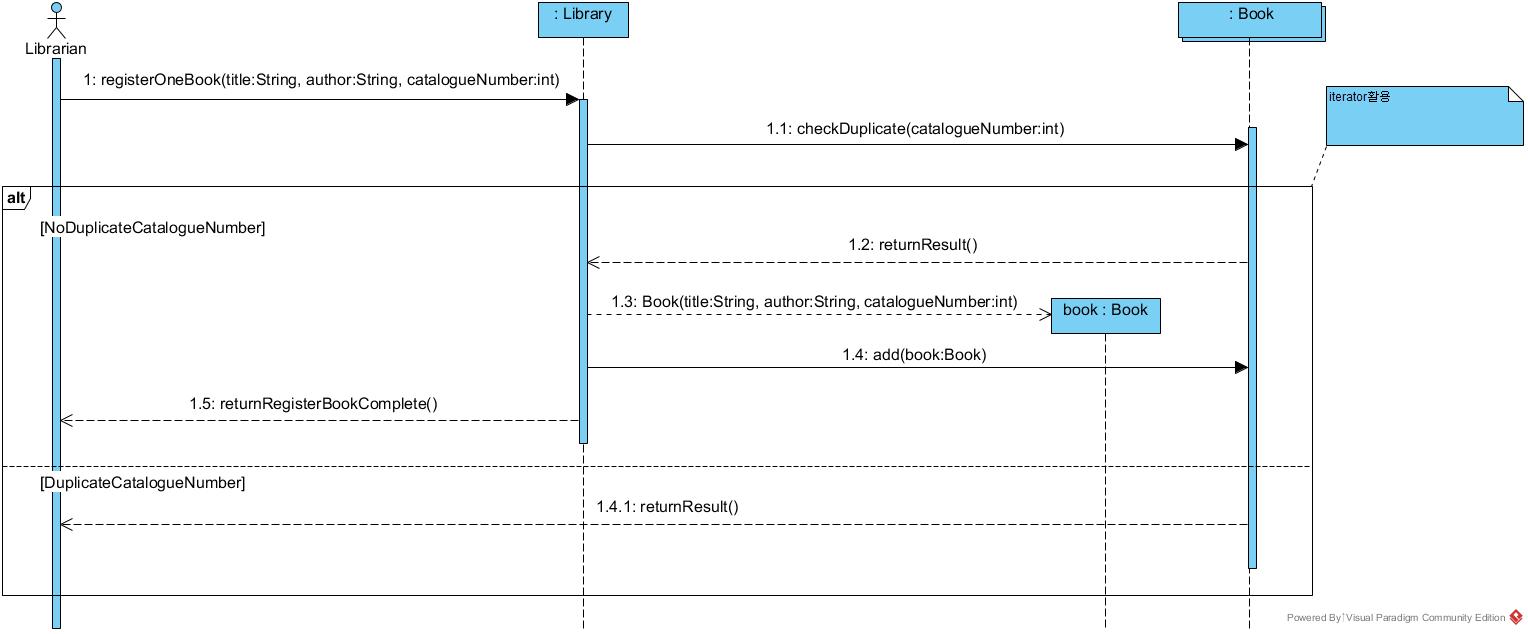 : Library
: Book
Librarian
1: registerOneBook(title:String, author:String, catalogueNumber:int)
iterator활용
1.1: checkDuplicate(catalogueNumber:int)
alt
[NoDuplicateCatalogueNumber]
1.2: returnResult()
1.3: Book(title:String, author:String, catalogueNumber:int)
book : Book
1.4: add(book:Book)
1.5: returnRegisterBookComplete()
[DuplicateCatalogueNumber]
1.4.1: returnResult()
Powered By Visual Paradigm Community Edition